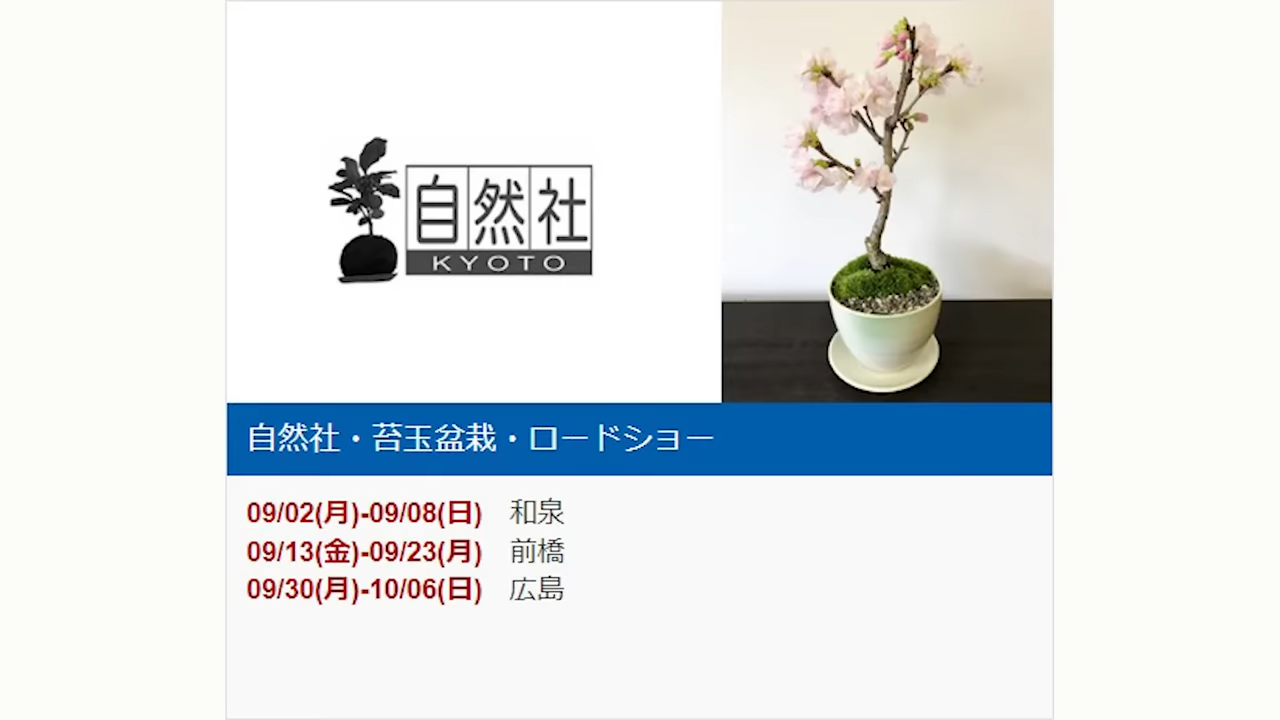 自然社
KYOTO
自然社・苔玉盆栽・ロードショー
09/02(月)-09/08(日) 和泉
09/13(金)-09/23(月) 前橋
09/30(月)-10/06(日) 広島